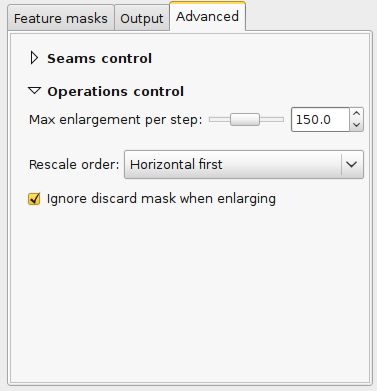 Feature masks Output Advanced
Seams control
Operations control
Max enlargement per step: 150.0
Rescale order: Horizontal first
Ignore discard mask when enlarging